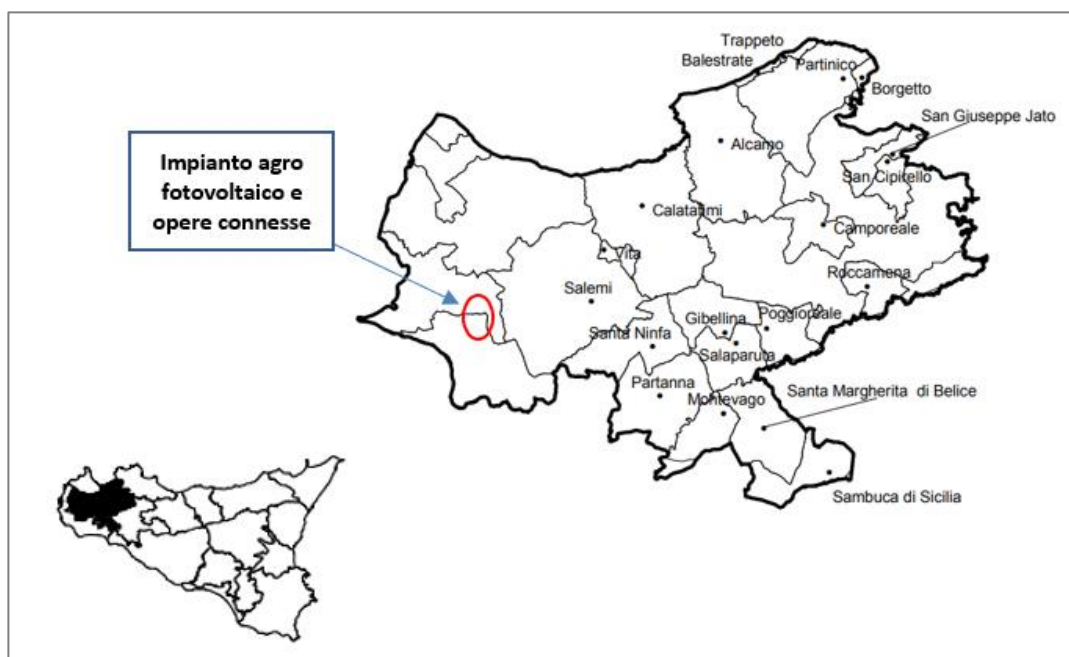 Trappeto
Balestrate
Partinico
Borgetto
San Giuseppe Jato
Impianto agro
fotovoltaico e
opere connesse
Alcamo
San Cipirello
Calatafimi
Camporeale
Vita
Roccamena
Salemi
Gibellina
Poggioreale
Santa Ninfa
Salaparuta
Partanna
Montevago
Santa Margherita di Belice
Sambuca di Sicilia